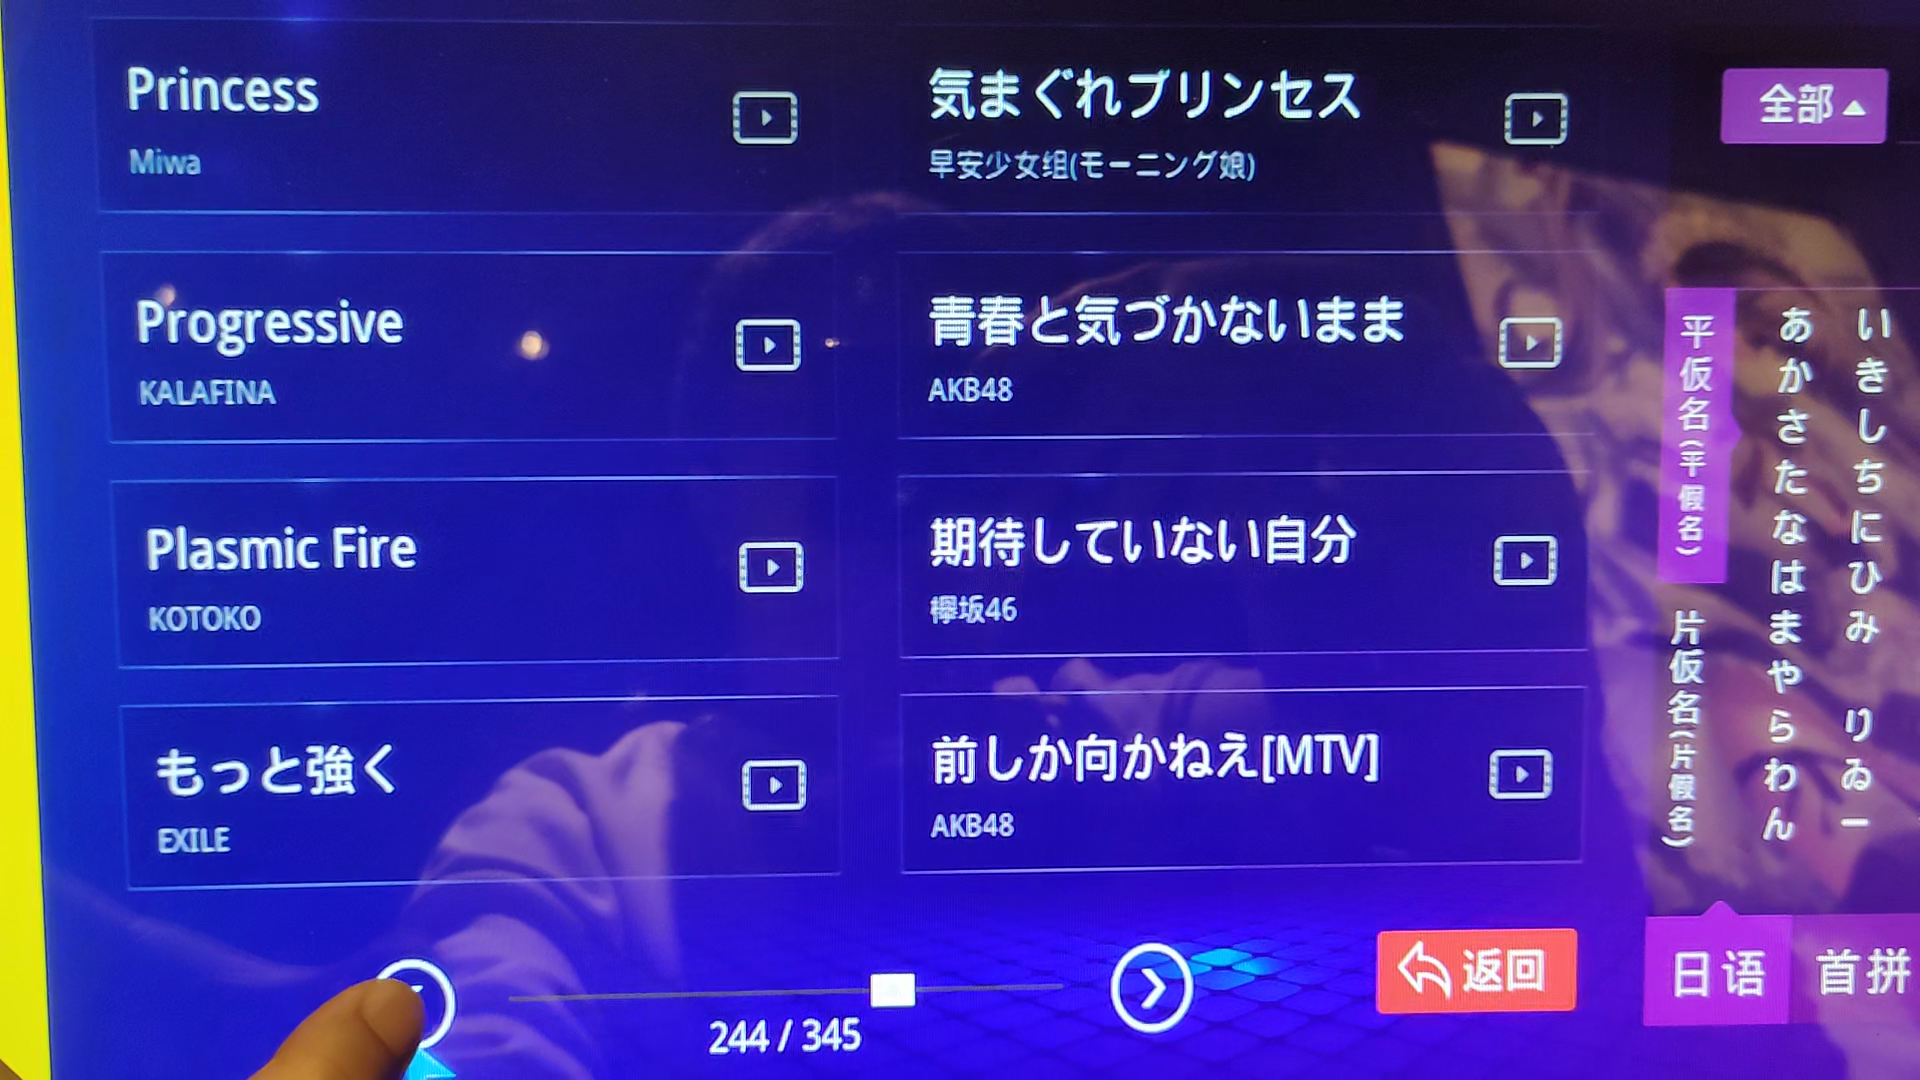 Princess
Miwa
気まぐれプリンセス
早安少女组(モーニング娘)
Progressive
KALAFINA
青春と気づかないまま
AKB48
Plasmic Fire
KOTOKO
期待していない自分
欅坂46
もっと強く
EXILE
前しか向かねえ[MTV]
AKB48
244 / 345
返回
全部
平仮名(平假名)
片仮名(片假名)
あかさたなはまやらわん
いきしちにひみ りゐー
日语
首拼